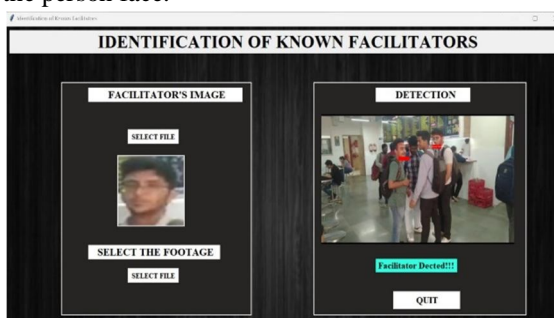 the person face.
Identification of Known Facilitators
IDENTIFICATION OF KNOWN FACILITATORS
FACILITATOR'S IMAGE
SELECT FILE
SELECT THE FOOTAGE
SELECT FILE
DETECTION
Facilitator Dected!!!
QUIT